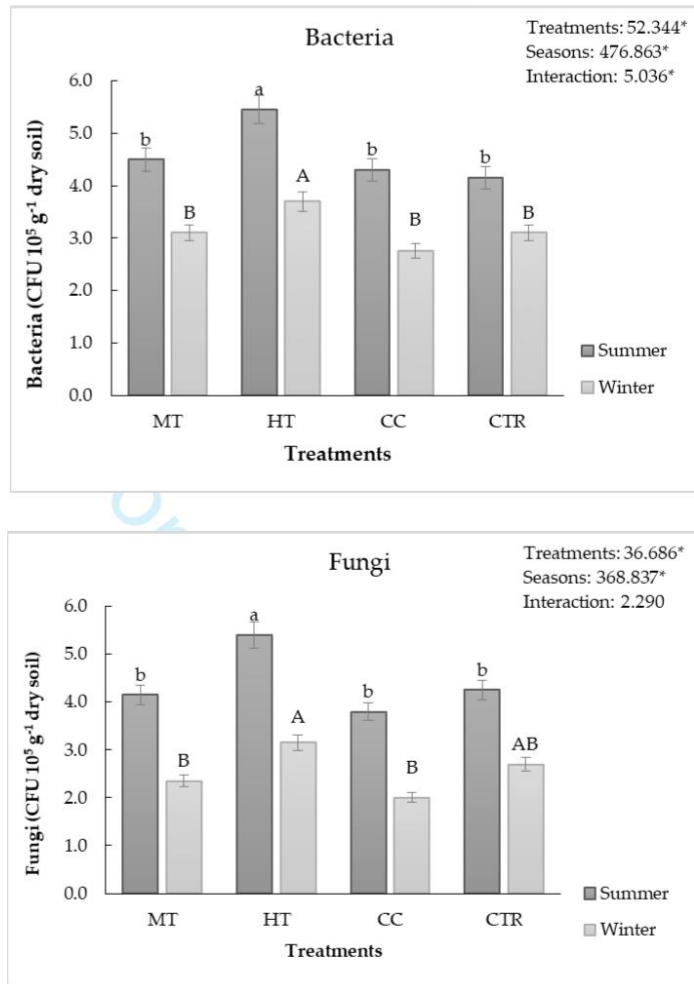 Bacteria
Treatments: 52.344*
Seasons: 476.863*
Interaction: 5.036*
Bacteria (CFU 10⁵ g⁻¹ dry soil)
6.0
5.0
4.0
3.0
2.0
1.0
0.0
b
B
a
A
b
B
b
B
MT
HT
CC
CTR
Treatments
Summer
Winter
or
Fungi
Treatments: 36.686*
Seasons: 368.837*
Interaction: 2.290
Fungi (CFU 10⁵ g⁻¹ dry soil)
6.0
5.0
4.0
3.0
2.0
1.0
0.0
b
B
a
A
b
B
b
AB
MT
HT
CC
CTR
Treatments
Summer
Winter